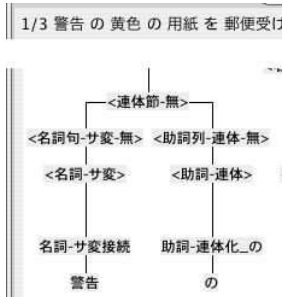 1/3 警告 の 黄色 の 用紙 を 郵便受け
<連体節-無>
<名詞句-サ変-無> <助詞列-連体-無>
<名詞-サ変> <助詞-連体>
名詞-サ変接続 助詞-連体化_の
警告 の